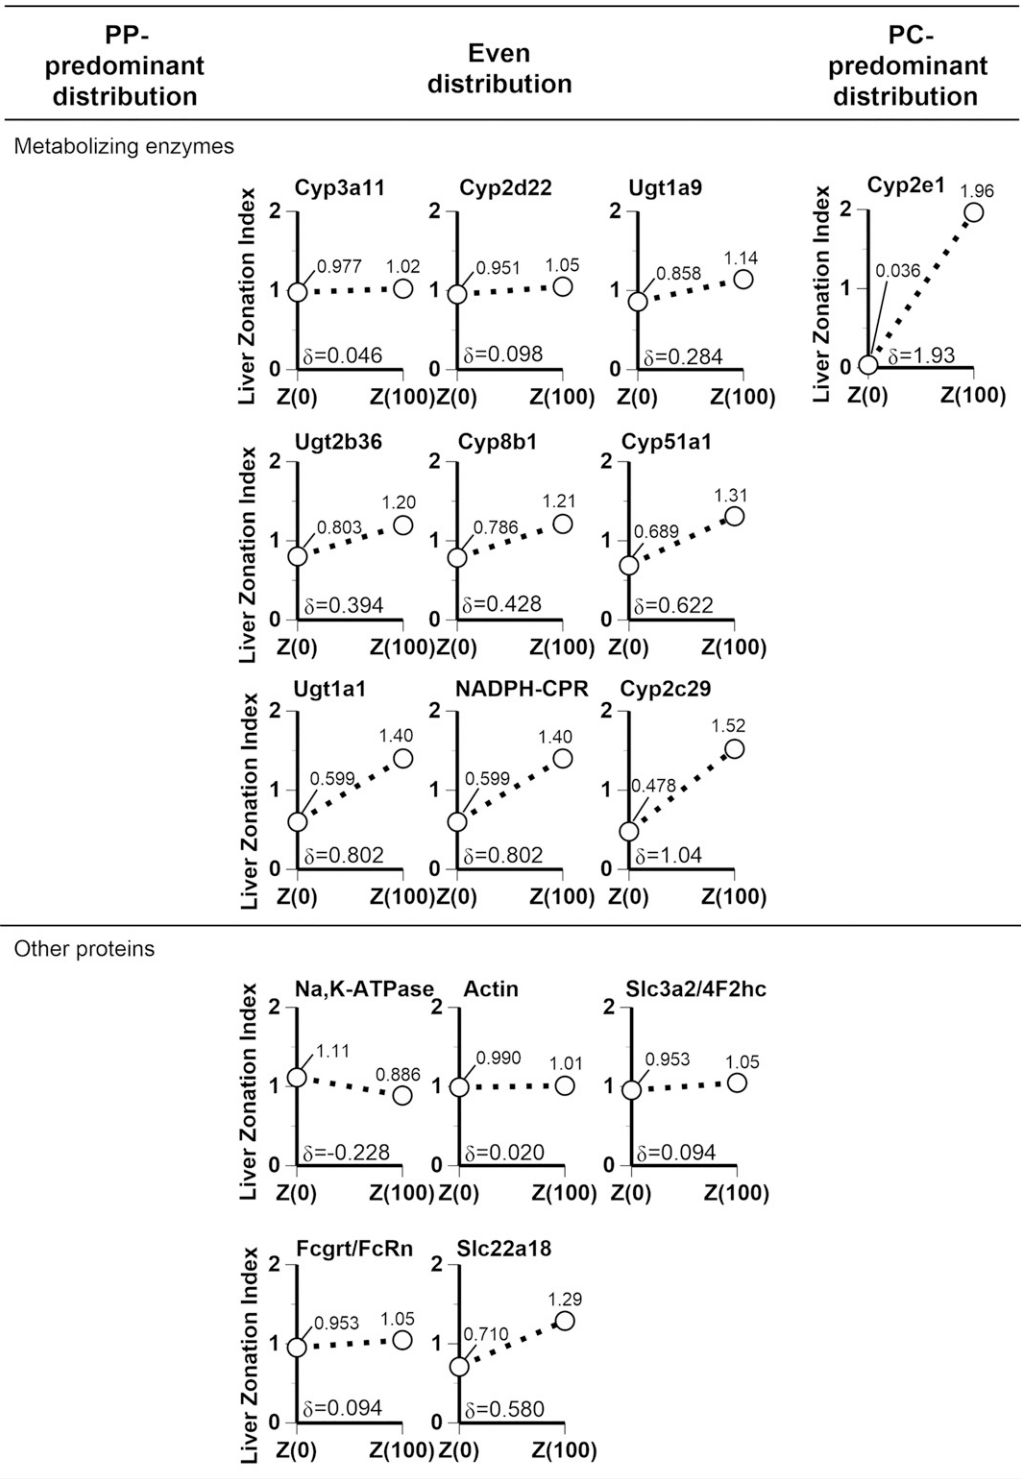 PP-
predominant
distribution
Even
distribution
PC-
predominant
distribution
Metabolizing enzymes
Cyp3a11 Cyp2d22 Ugt1a9 Cyp2e1
Liver Zonation Index
2
1
0
0.977 1.02
δ=0.046
Z(0) Z(100)
2
1
0
0.951 1.05
δ=0.098
Z(0) Z(100)
2
1
0
0.858 1.14
δ=0.284
Z(0) Z(100)
Liver Zonation Index
2
1
0
0.036 1.96
δ=1.93
Z(0) Z(100)
Ugt2b36 Cyp8b1 Cyp51a1
Liver Zonation Index
2
1
0
0.803 1.20
δ=0.394
Z(0) Z(100)
2
1
0
0.786 1.21
δ=0.428
Z(0) Z(100)
2
1
0
0.689 1.31
δ=0.622
Z(0) Z(100)
Ugt1a1 NADPH-CPR Cyp2c29
Liver Zonation Index
2
1
0
0.599 1.40
δ=0.802
Z(0) Z(100)
2
1
0
0.599 1.40
δ=0.802
Z(0) Z(100)
2
1
0
0.478 1.52
δ=1.04
Z(0) Z(100)
Other proteins
Na,K-ATPase Actin Slc3a2/4F2hc
Liver Zonation Index
2
1
0
1.11 0.886
δ=-0.228
Z(0) Z(100)
2
1
0
0.990 1.01
δ=0.020
Z(0) Z(100)
2
1
0
0.953 1.05
δ=0.094
Z(0) Z(100)
Fcgrt/FcRn Slc22a18
Liver Zonation Index
2
1
0
0.953 1.05
δ=0.094
Z(0) Z(100)
2
1
0
0.710 1.29
δ=0.580
Z(0) Z(100)